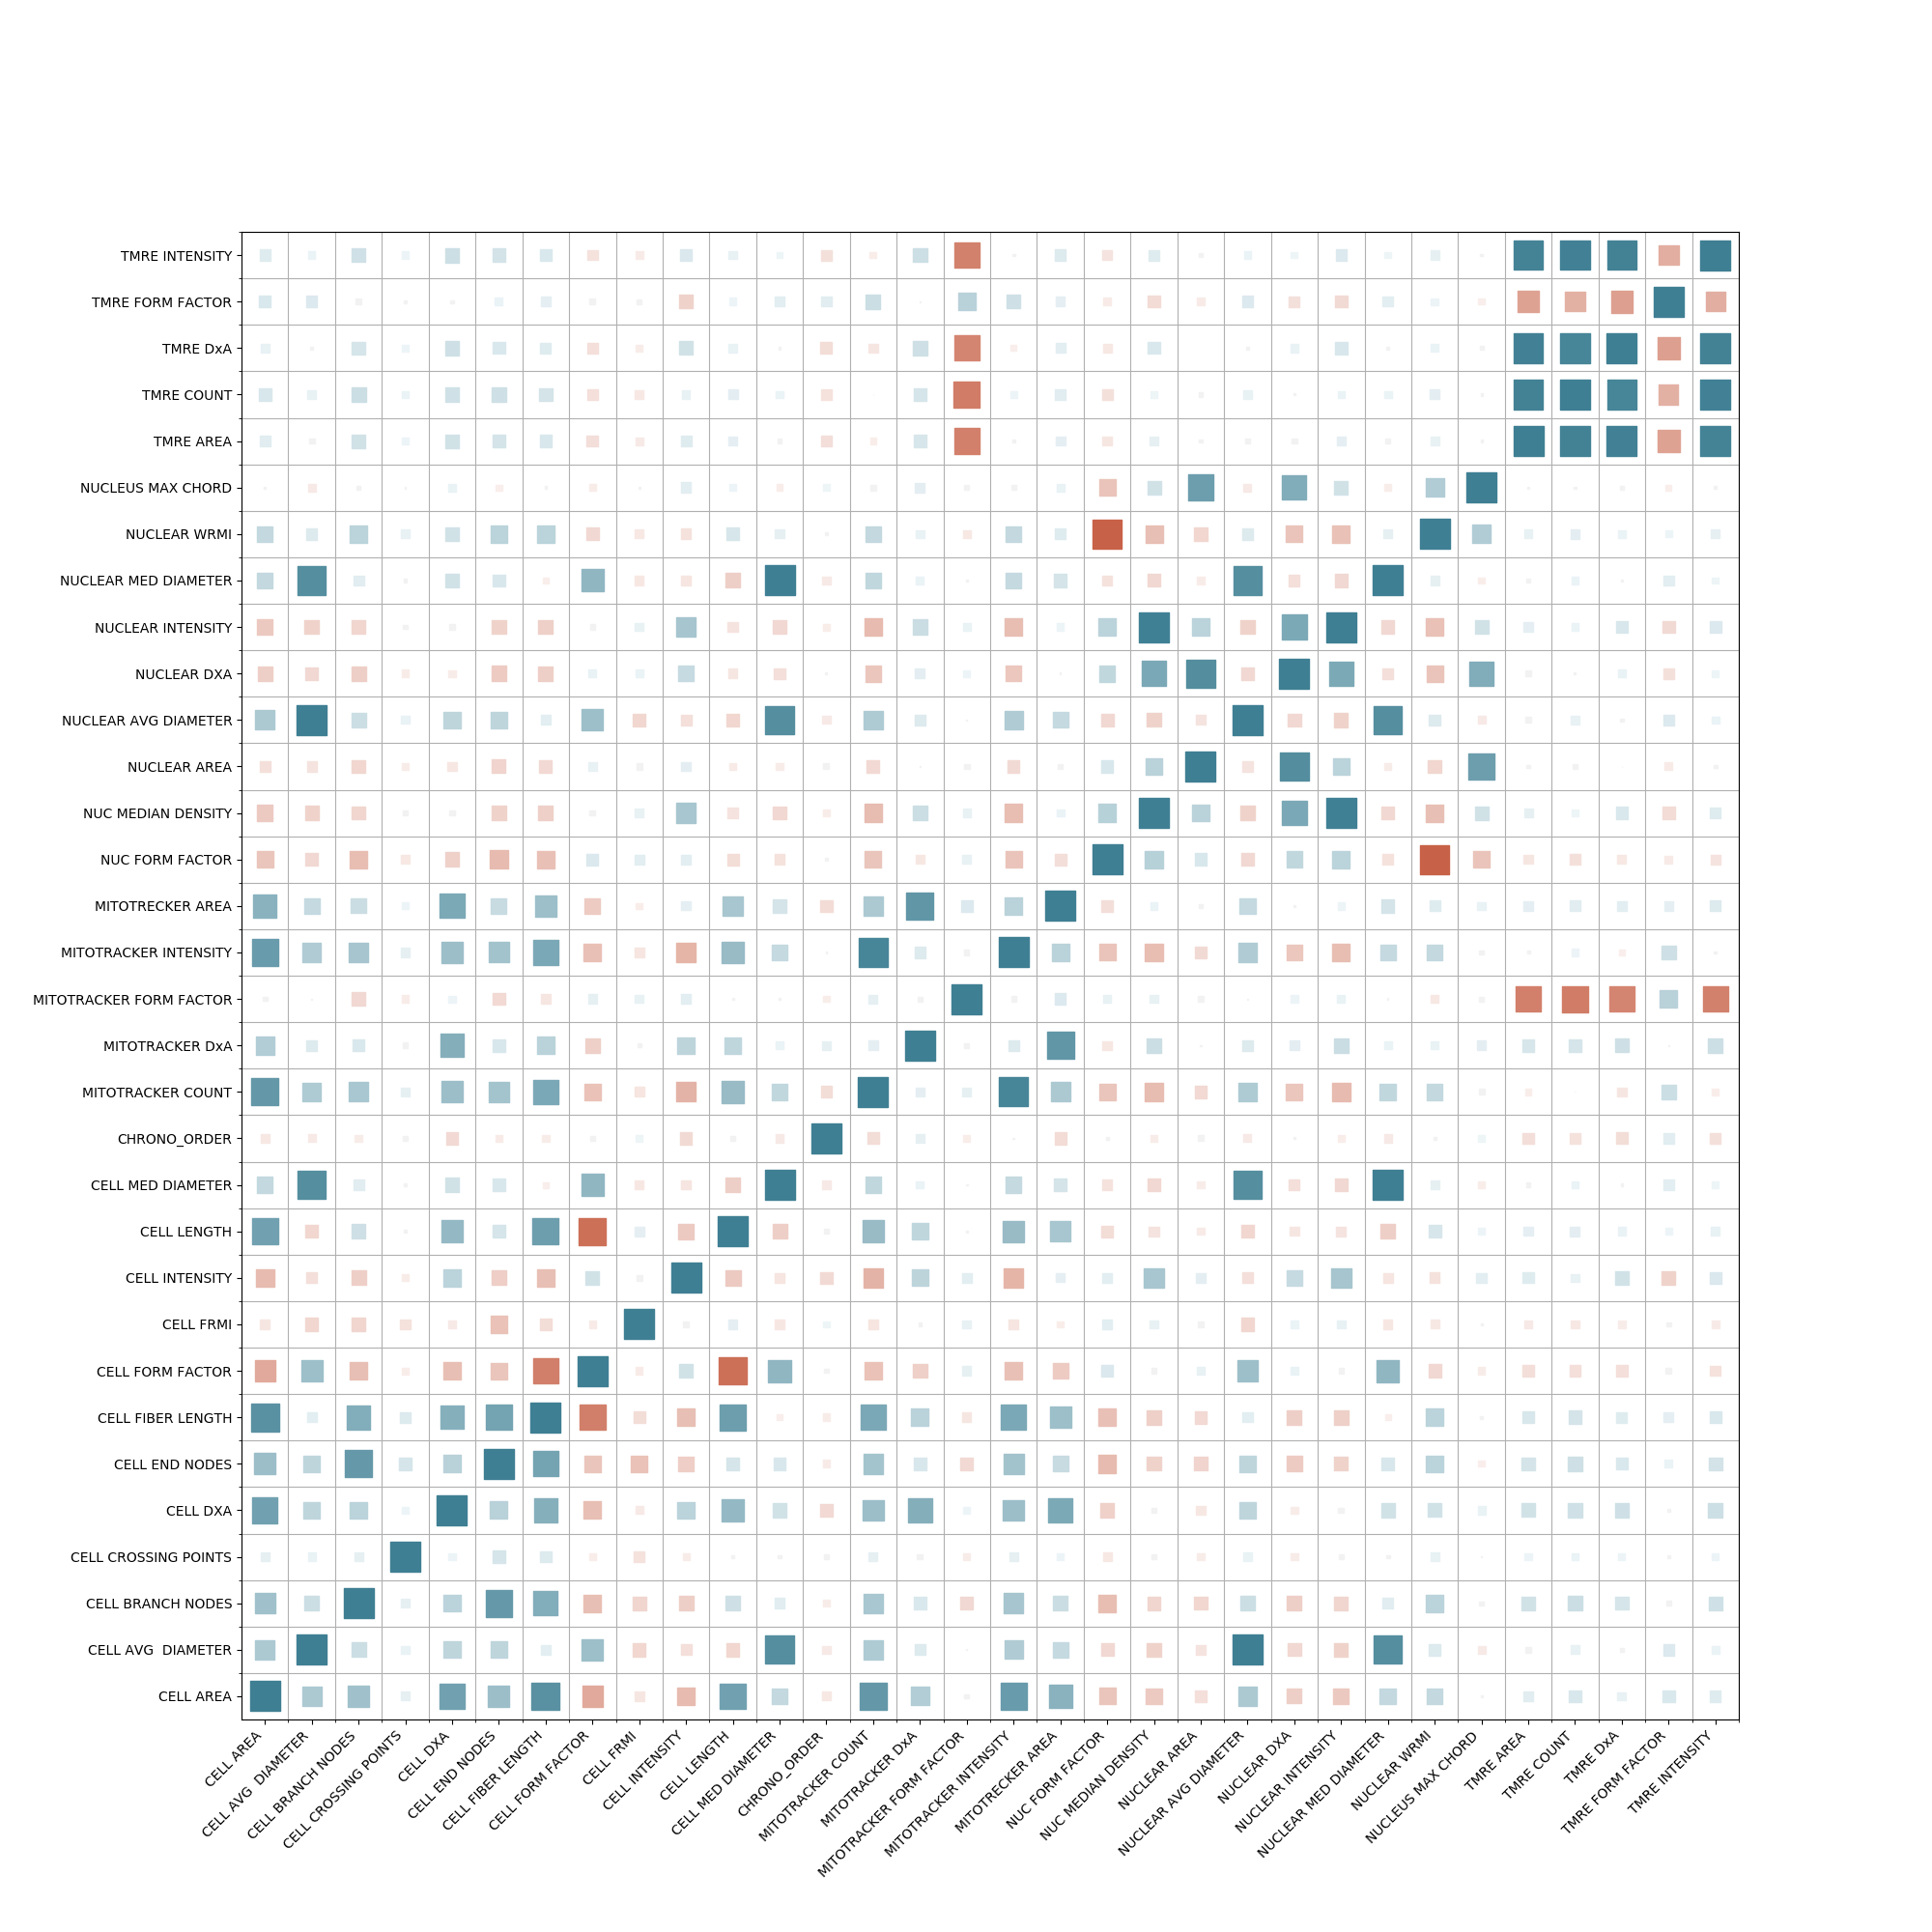 TMRE INTENSITY
TMRE FORM FACTOR
TMRE DxA
TMRE COUNT
TMRE AREA
NUCLEUS MAX CHORD
NUCLEAR WRMI
NUCLEAR MED DIAMETER
NUCLEAR INTENSITY
NUCLEAR DXA
NUCLEAR AVG DIAMETER
NUCLEAR AREA
NUC MEDIAN DENSITY
NUC FORM FACTOR
MITOTRECKER AREA
MITOTRACKER INTENSITY
MITOTRACKER FORM FACTOR
MITOTRACKER DxA
MITOTRACKER COUNT
CHRONO_ORDER
CELL MED DIAMETER
CELL LENGTH
CELL INTENSITY
CELL FRMI
CELL FORM FACTOR
CELL FIBER LENGTH
CELL END NODES
CELL DXA
CELL CROSSING POINTS
CELL BRANCH NODES
CELL AVG  DIAMETER
CELL AREA
CELL AREA
CELL AVG  DIAMETER
CELL BRANCH NODES
CELL CROSSING POINTS
CELL DXA
CELL END NODES
CELL FIBER LENGTH
CELL FORM FACTOR
CELL FRMI
CELL INTENSITY
CELL LENGTH
CELL MED DIAMETER
CHRONO_ORDER
MITOTRACKER COUNT
MITOTRACKER DxA
MITOTRACKER FORM FACTOR
MITOTRACKER INTENSITY
MITOTRECKER AREA
NUC FORM FACTOR
NUC MEDIAN DENSITY
NUCLEAR AREA
NUCLEAR AVG DIAMETER
NUCLEAR DXA
NUCLEAR INTENSITY
NUCLEAR MED DIAMETER
NUCLEAR WRMI
NUCLEUS MAX CHORD
TMRE AREA
TMRE COUNT
TMRE DxA
TMRE FORM FACTOR
TMRE INTENSITY